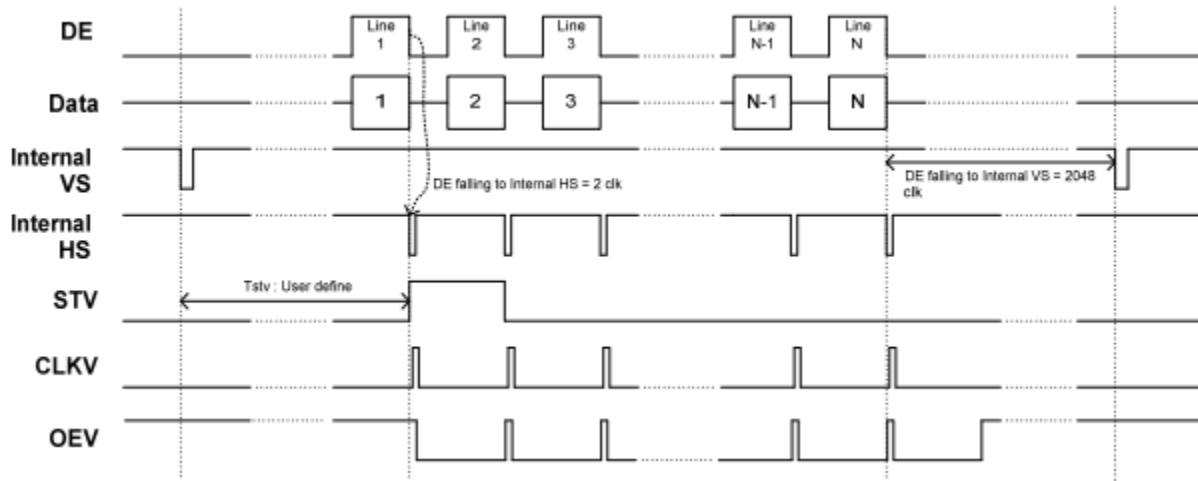 DE
Line
1
Line
2
Line
3
Line
N-1
Line
N
Data
1
2
3
N-1
N
Internal
VS
DE falling to Internal HS = 2 clk
DE falling to Internal VS = 2048
clk
Internal
HS
Tstv : User define
STV
CLKV
OEV